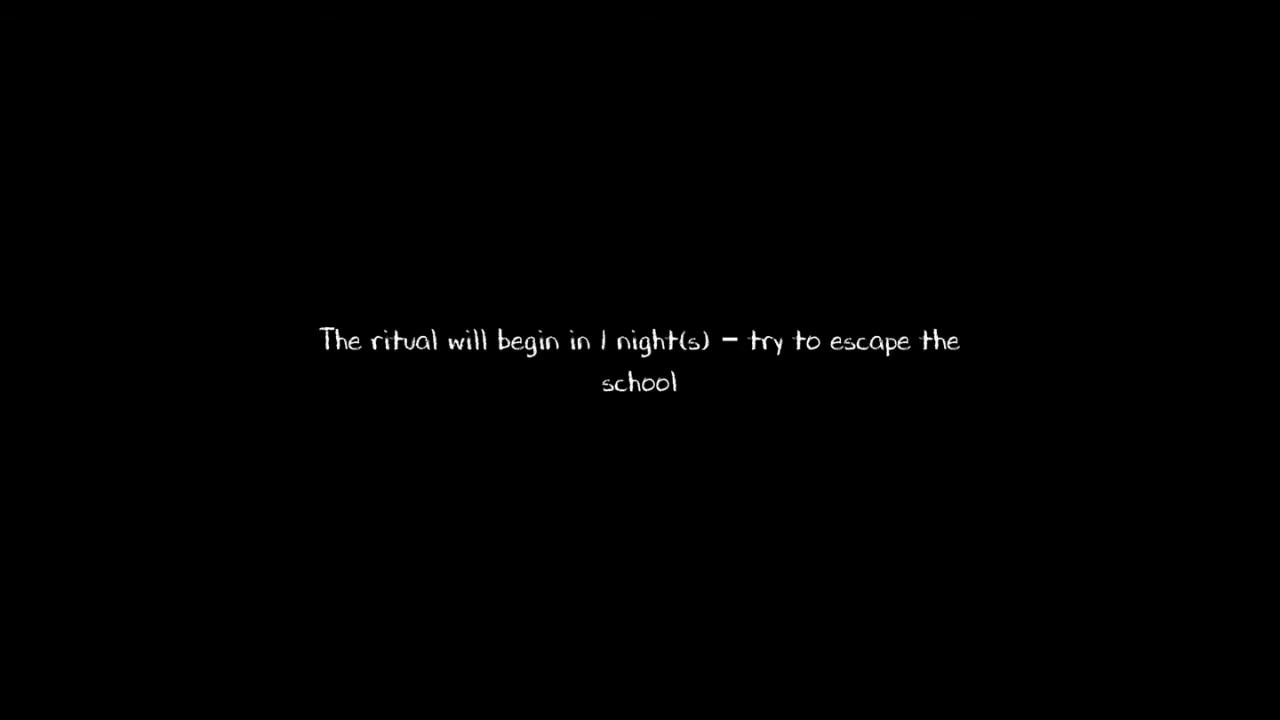 The ritual will begin in 1 night(s) - try to escape the
school